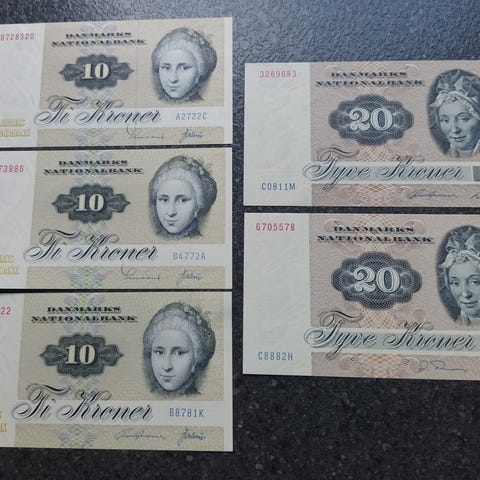 9728520
DANMARKS
NATIONALBANK
10
Ti Kroner
A2722C
73986
DANMARKS
NATIONALBANK
10
Ti Kroner
B4772A
22
DANMARKS
NATIONALBANK
10
Ti Kroner
B8781K
3269683
DANMARKS
NATIONALBANK
20
Tyve Kroner
C0811M
6705578
DANMARKS
NATIONALBANK
20
Tyve Kroner
C8882H